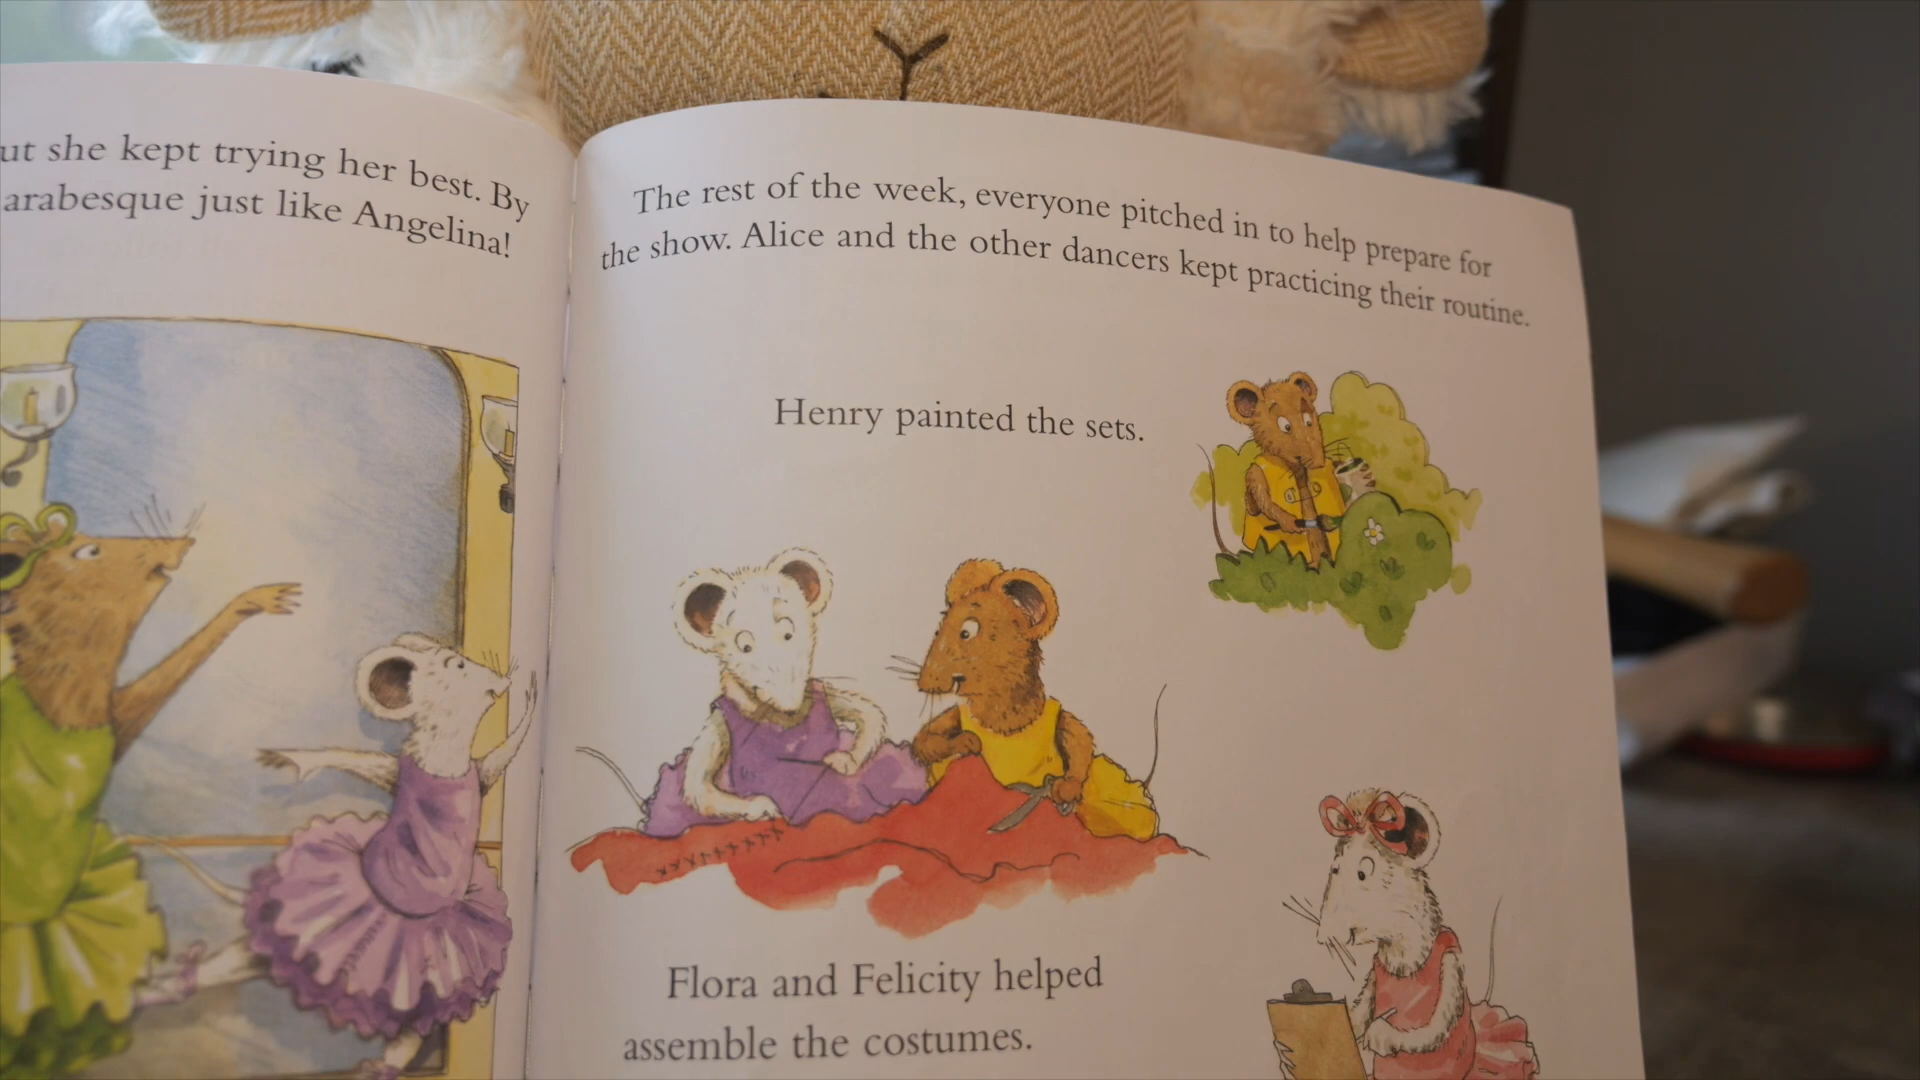 she kept trying her best. By
arabesque just like Angelina!
The rest of the week, everyone pitched in to help prepare for
the show. Alice and the other dancers kept practicing their routine.
Henry painted the sets.
Flora and Felicity helped
assemble the costumes.